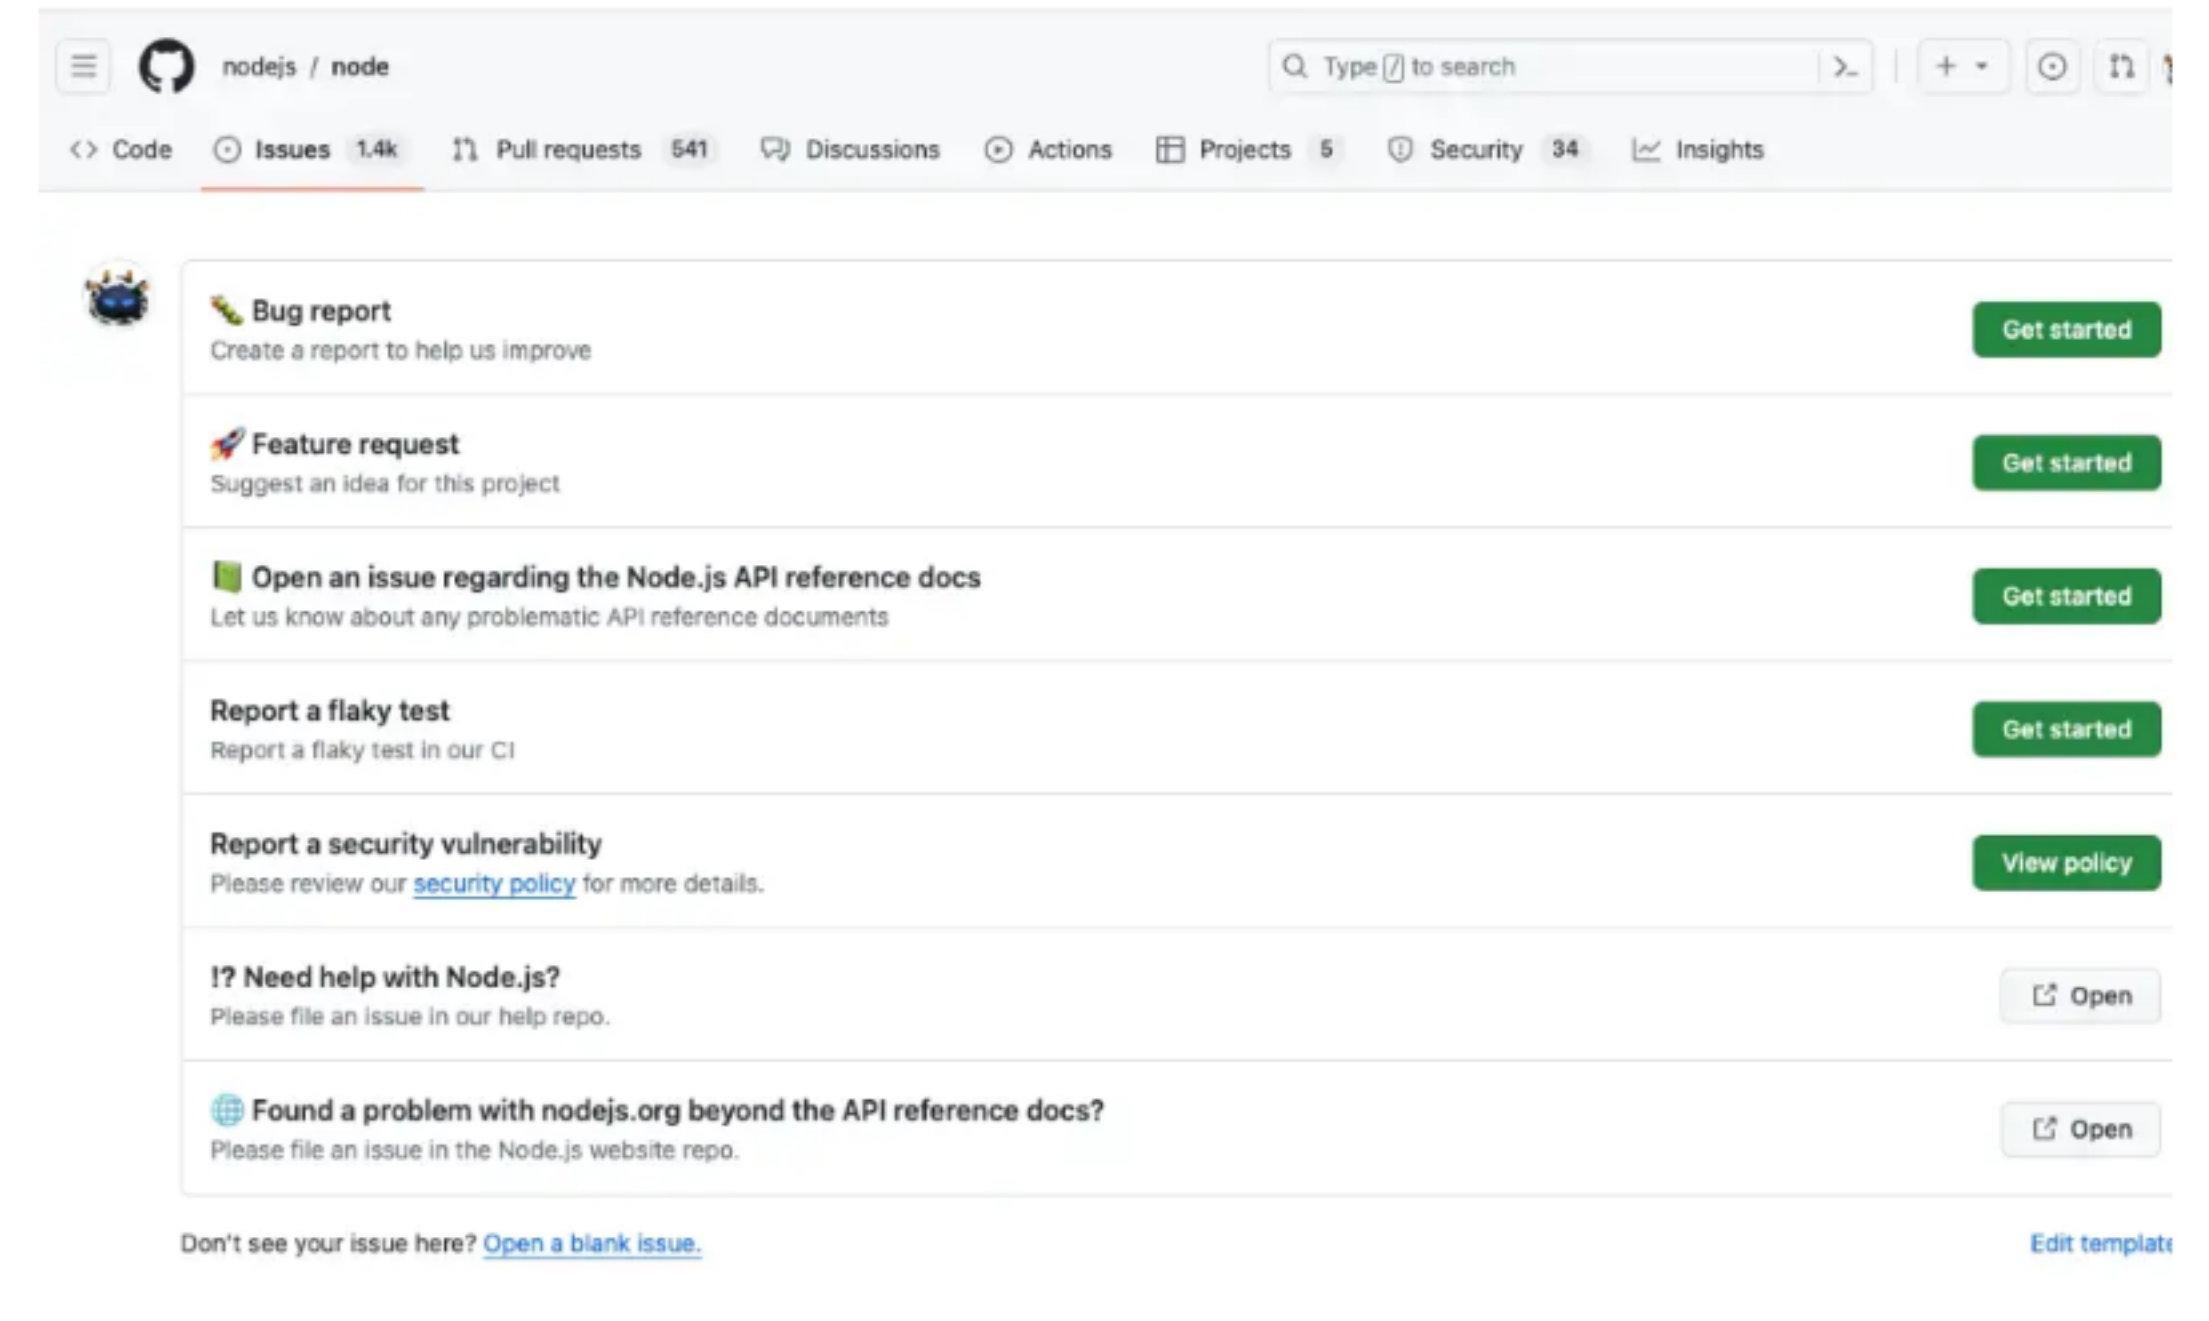 nodejs / node
Type / to search
Code Issues 1.4k Pull requests 541 Discussions Actions Projects 5 Security 34 Insights
Bug report
Create a report to help us improve
Get started
Feature request
Suggest an idea for this project
Get started
Open an issue regarding the Node.js API reference docs
Let us know about any problematic API reference documents
Get started
Report a flaky test
Report a flaky test in our CI
Get started
Report a security vulnerability
Please review our security policy for more details.
View policy
⁉ Need help with Node.js?
Please file an issue in our help repo.
Open
Found a problem with nodejs.org beyond the API reference docs?
Please file an issue in the Node.js website repo.
Open
Don't see your issue here? Open a blank issue.
Edit template